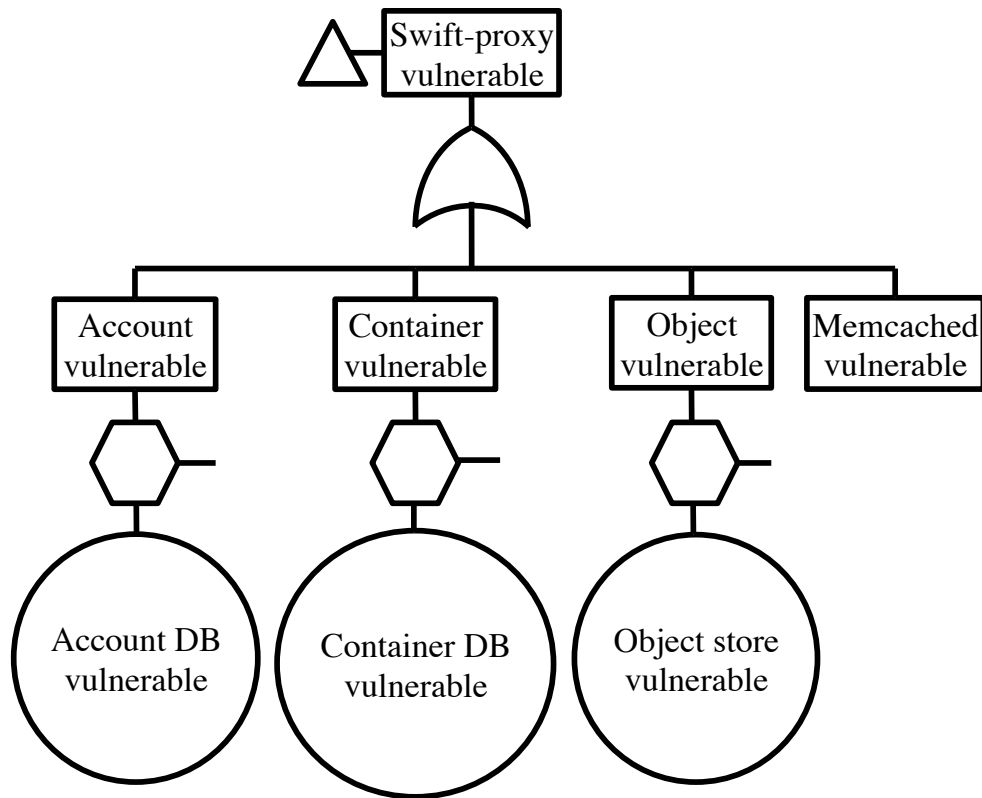 Swift-proxy
vulnerable
Account
vulnerable
Container
vulnerable
Object
vulnerable
Memcached
vulnerable
Account DB
vulnerable
Container DB
vulnerable
Object store
vulnerable